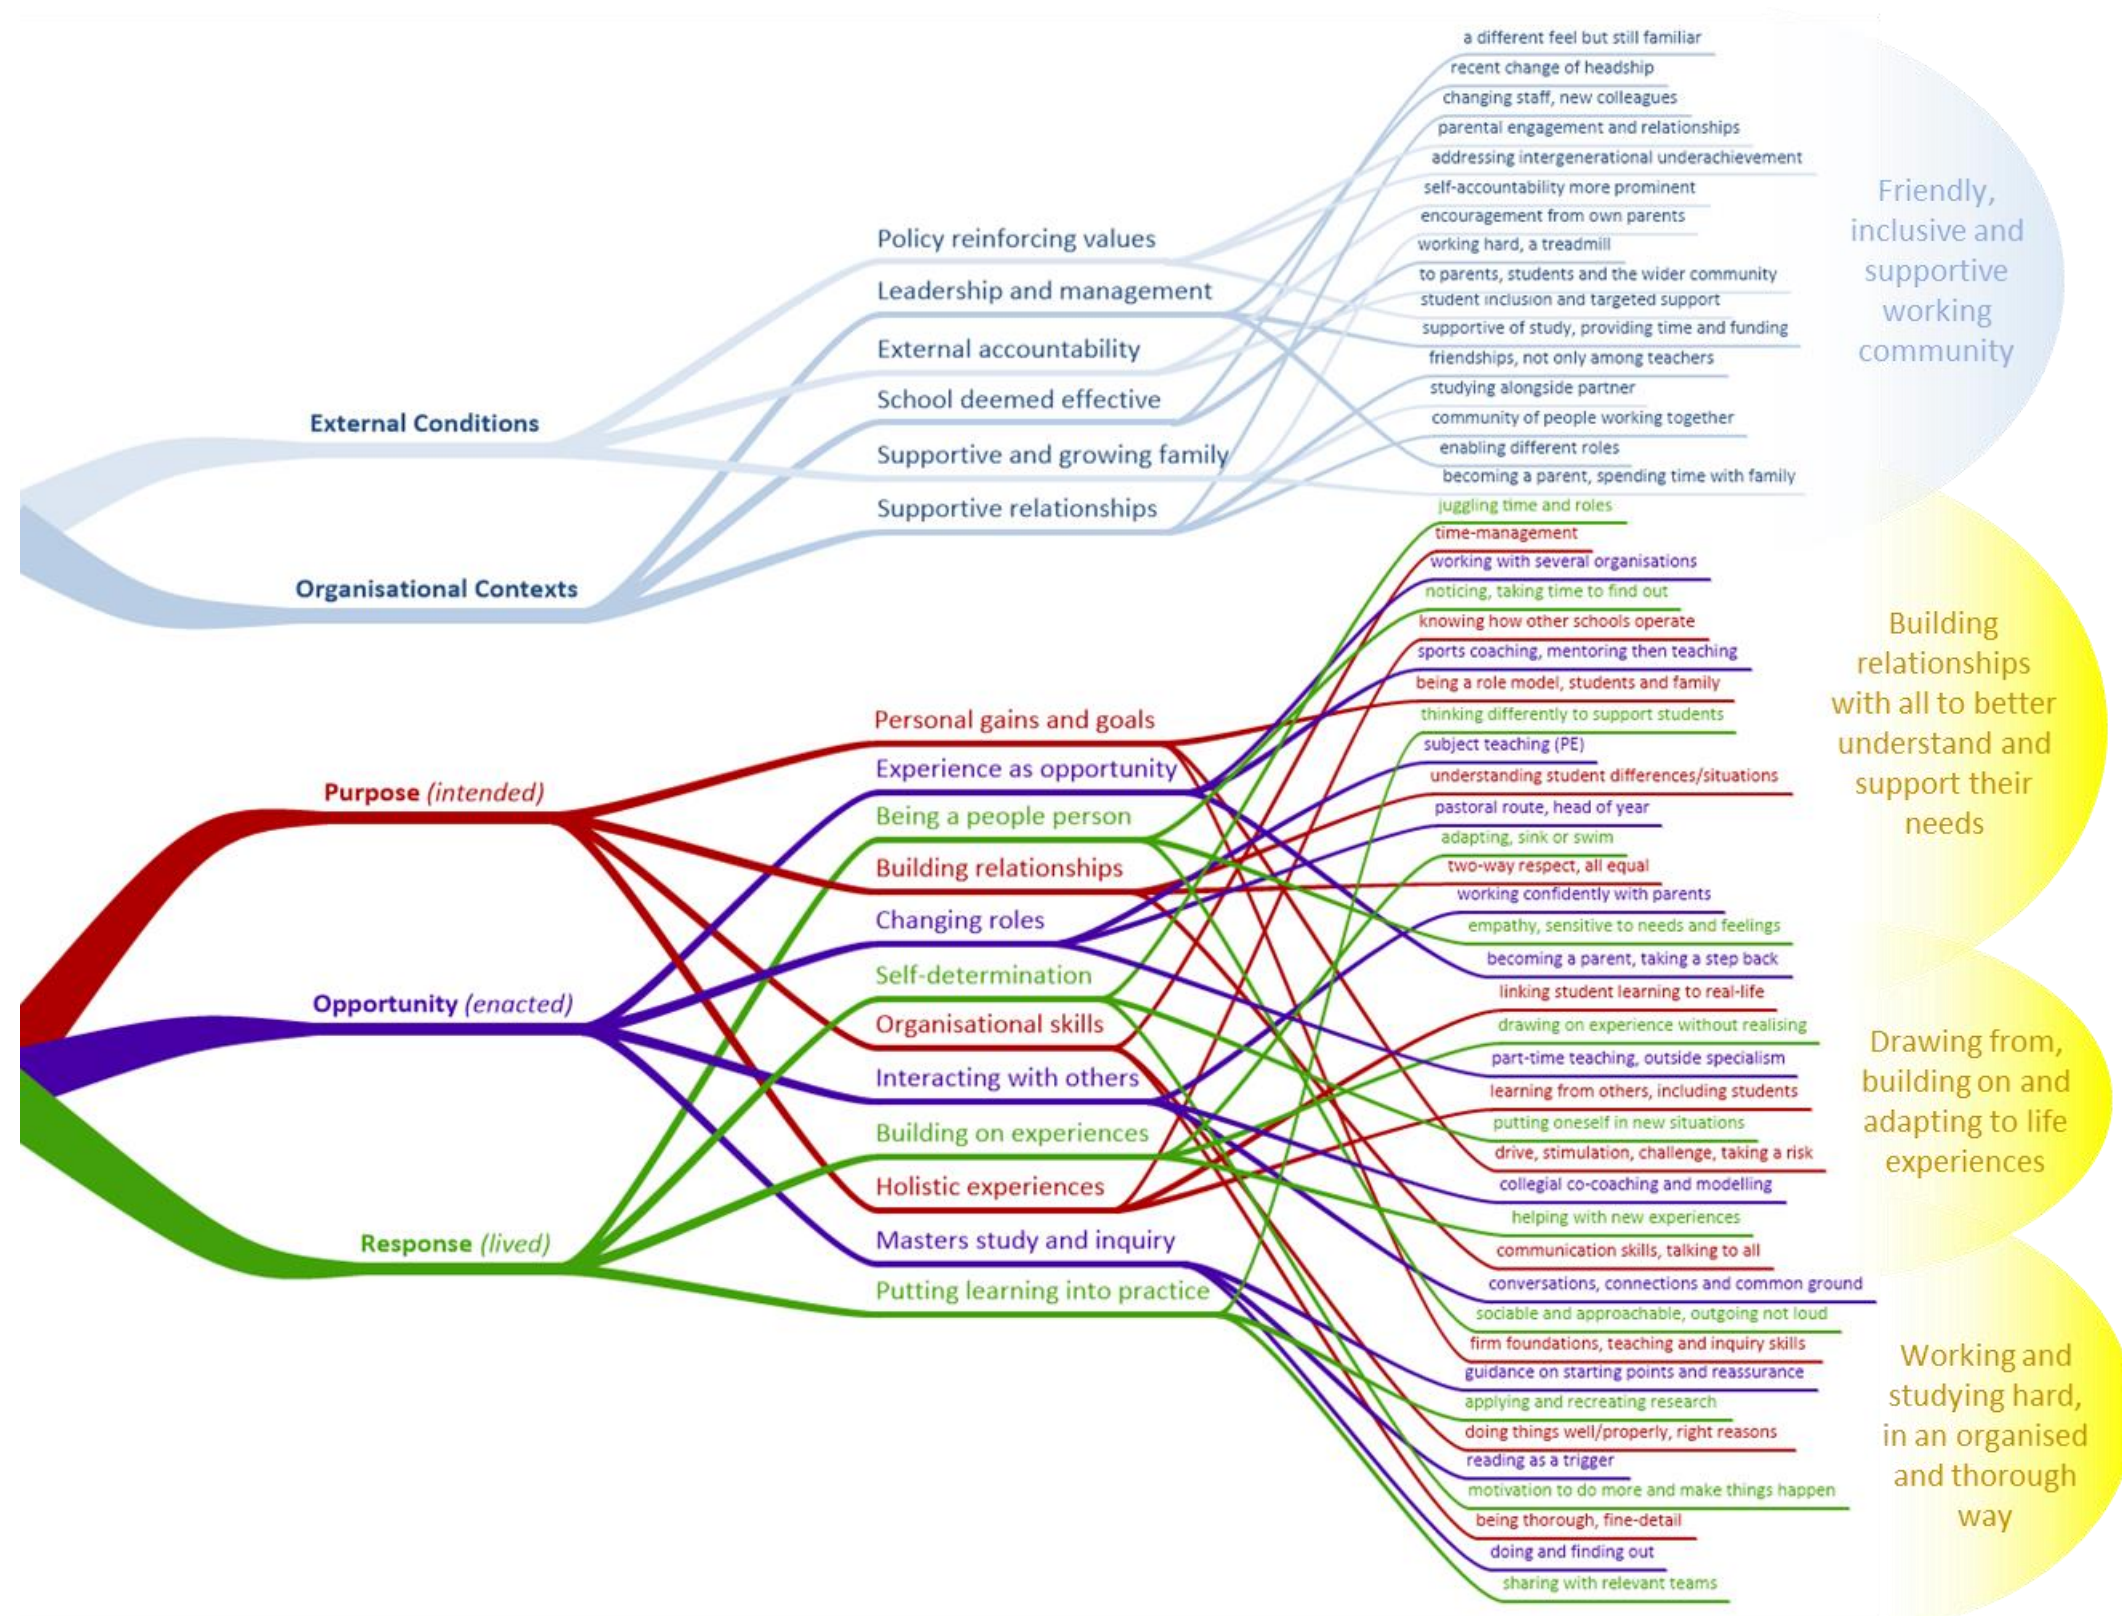 External Conditions
Organisational Contexts
Purpose (intended)
Opportunity (enacted)
Response (lived)
Policy reinforcing values
Leadership and management
External accountability
School deemed effective
Supportive and growing family
Supportive relationships
Personal gains and goals
Experience as opportunity
Being a people person
Building relationships
Changing roles
Self-determination
Organisational skills
Interacting with others
Building on experiences
Holistic experiences
Masters study and inquiry
Putting learning into practice
a different feel but still familiar
recent change of headship
changing staff, new colleagues
parental engagement and relationships
addressing intergenerational underachievement
self-accountability more prominent
encouragement from own parents
working hard, a treadmill
to parents, students and the wider community
student inclusion and targeted support
supportive of study, providing time and funding
friendships, not only among teachers
studying alongside partner
community of people working together
enabling different roles
becoming a parent, spending time with family
juggling time and roles
time-management
working with several organisations
noticing, taking time to find out
knowing how other schools operate
sports coaching, mentoring then teaching
being a role model, students and family
thinking differently to support students
subject teaching (PE)
understanding student differences/situations
pastoral route, head of year
adapting, sink or swim
two-way respect, all equal
working confidently with parents
empathy, sensitive to needs and feelings
becoming a parent, taking a step back
linking student learning to real-life
drawing on experience without realising
part-time teaching, outside specialism
learning from others, including students
putting oneself in new situations
drive, stimulation, challenge, taking a risk
collegial co-coaching and modelling
helping with new experiences
communication skills, talking to all
conversations, connections and common ground
sociable and approachable, outgoing not loud
firm foundations, teaching and inquiry skills
guidance on starting points and reassurance
applying and recreating research
doing things well/properly, right reasons
reading as a trigger
motivation to do more and make things happen
being thorough, fine-detail
doing and finding out
sharing with relevant teams
Friendly,
inclusive and
supportive
working
community
Building
relationships
with all to better
understand and
support their
needs
Drawing from,
building on and
adapting to life
experiences
Working and
studying hard,
in an organised
and thorough
way